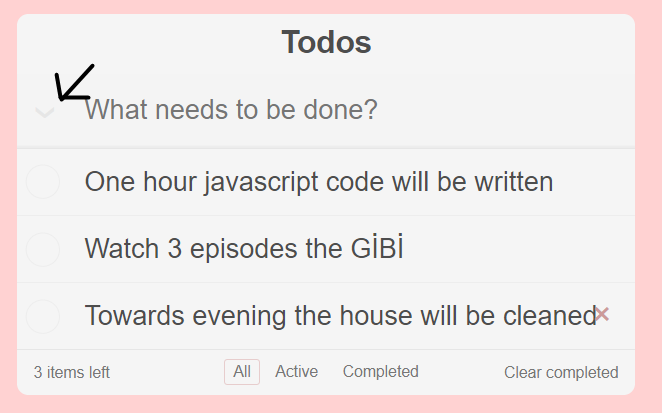 Todos
What needs to be done?
One hour javascript code will be written
Watch 3 episodes the GİBİ
Towards evening the house will be cleaned
3 items left All Active Completed Clear completed